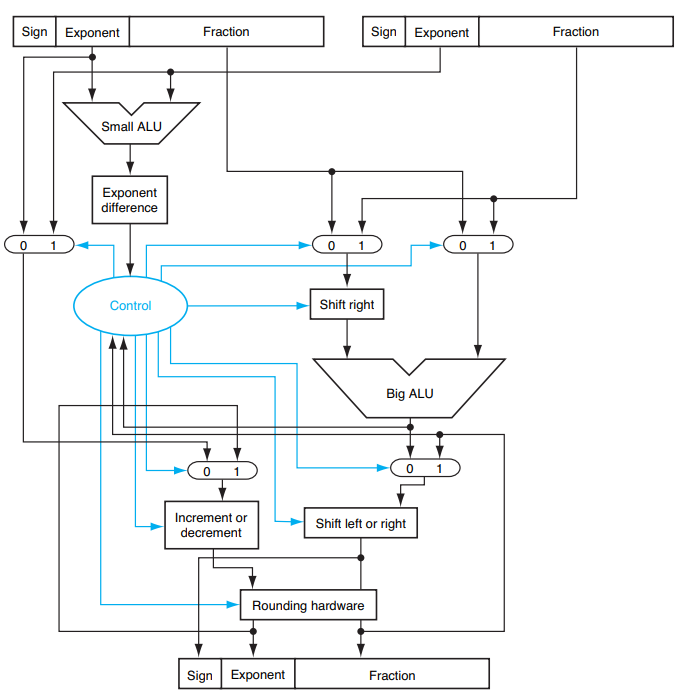 Sign Exponent Fraction
Sign Exponent Fraction
Small ALU
Exponent
difference
0 1
0 1
0 1
Control
Shift right
Big ALU
0 1
0 1
Increment or
decrement
Shift left or right
Rounding hardware
Sign Exponent Fraction